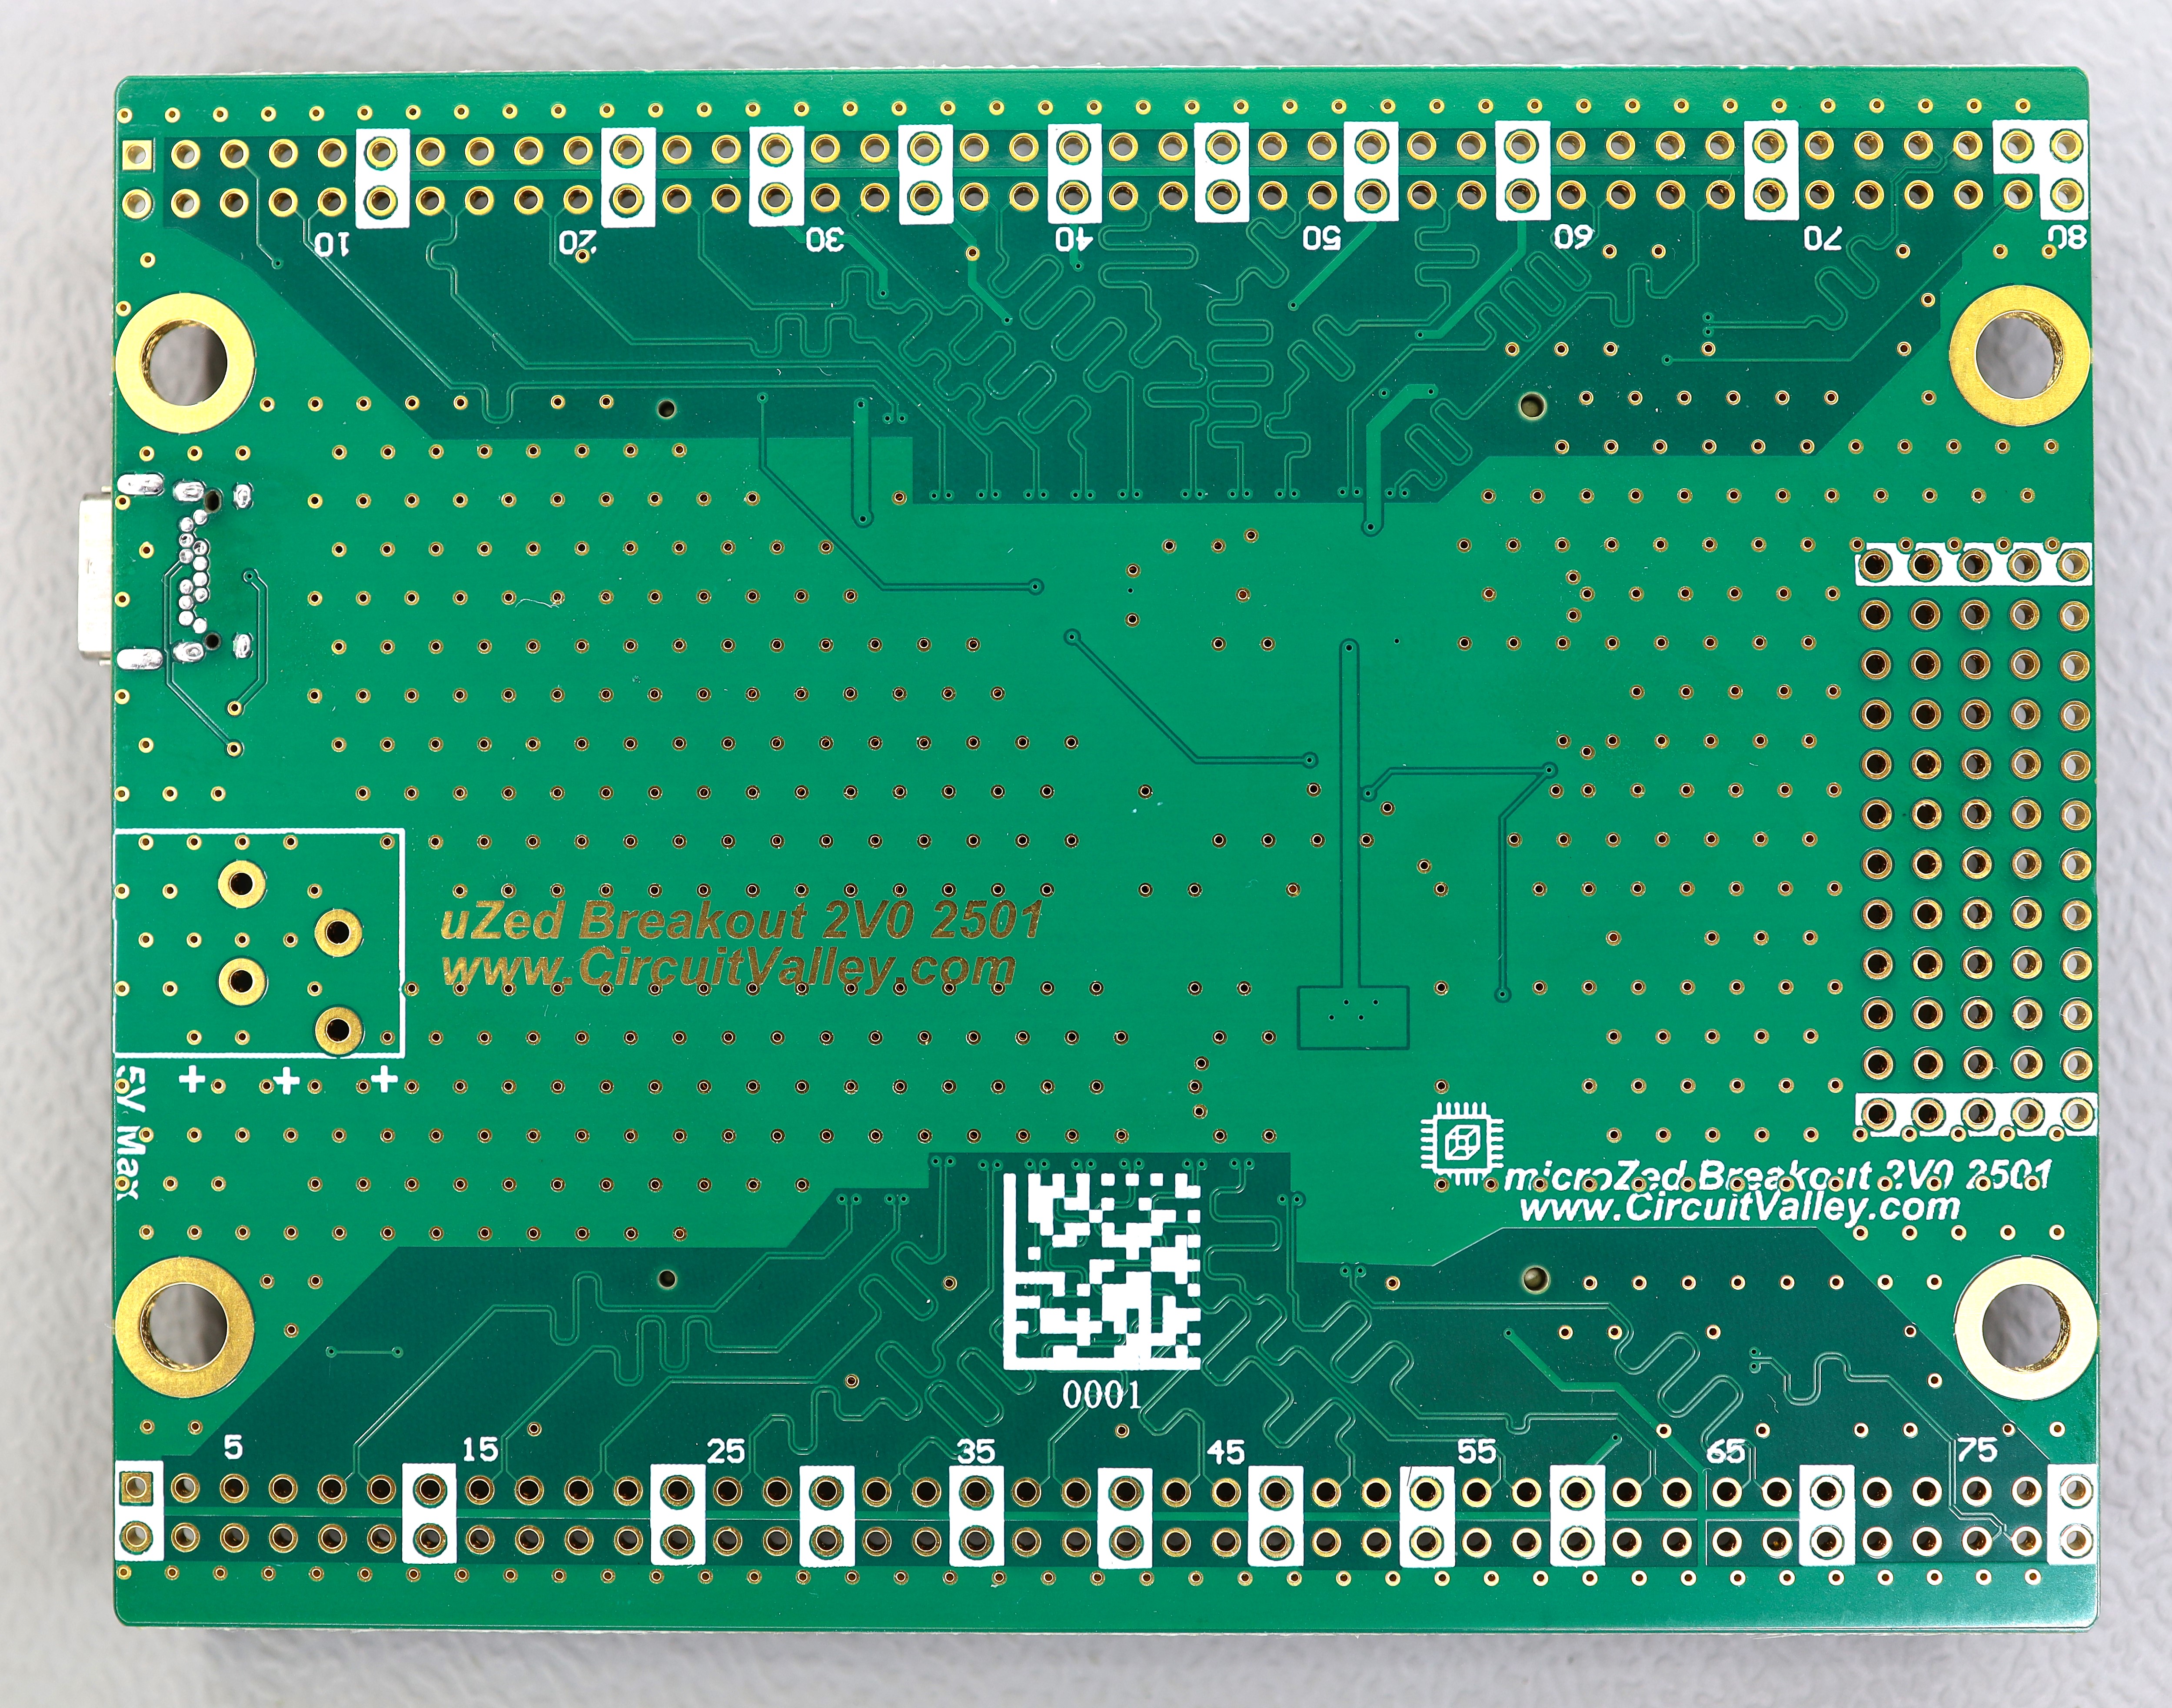 10 20 30 40 50 60 70 80
uZed Breakout 2V0 2501
www.CircuitValley.com
+ + +
5V Max
microZed Breakout 2V0 2501
www.CircuitValley.com
0001
5 15 25 35 45 55 65 75